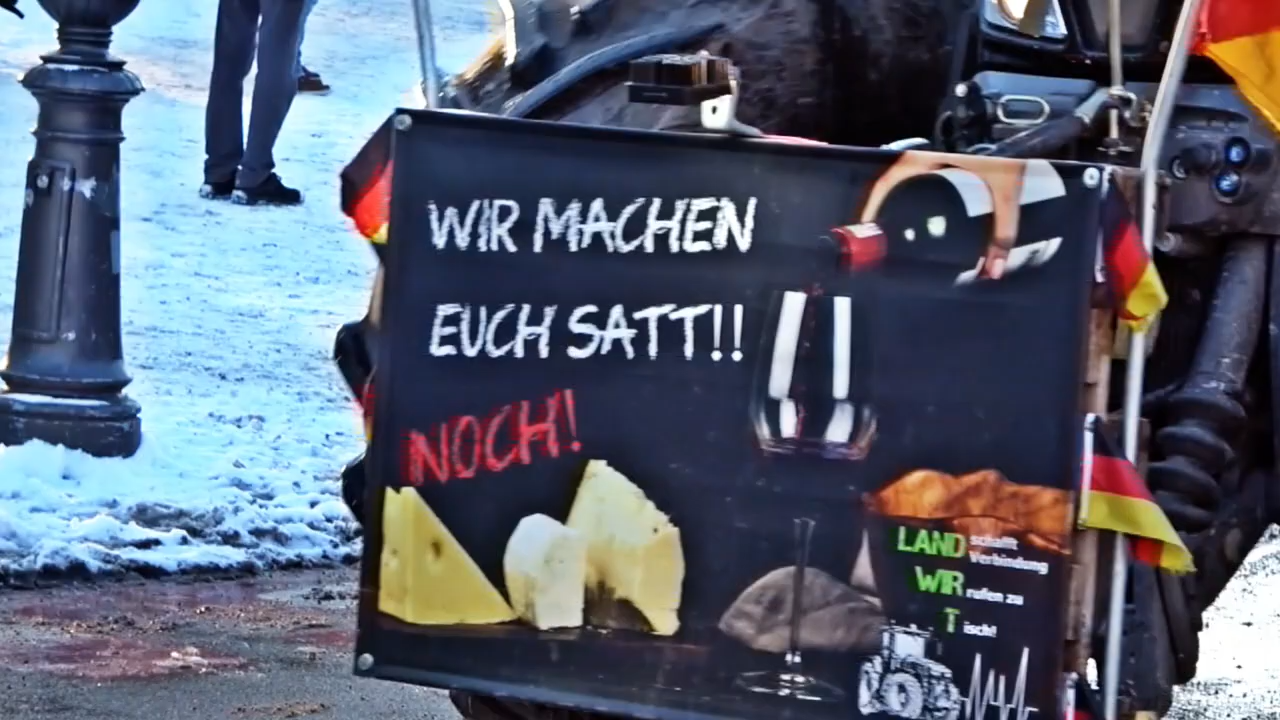 WIR MACHEN
EUCH SATT!!
NOCH!
LAND schafft
Verbindung
WIR rufen zu
T isch!